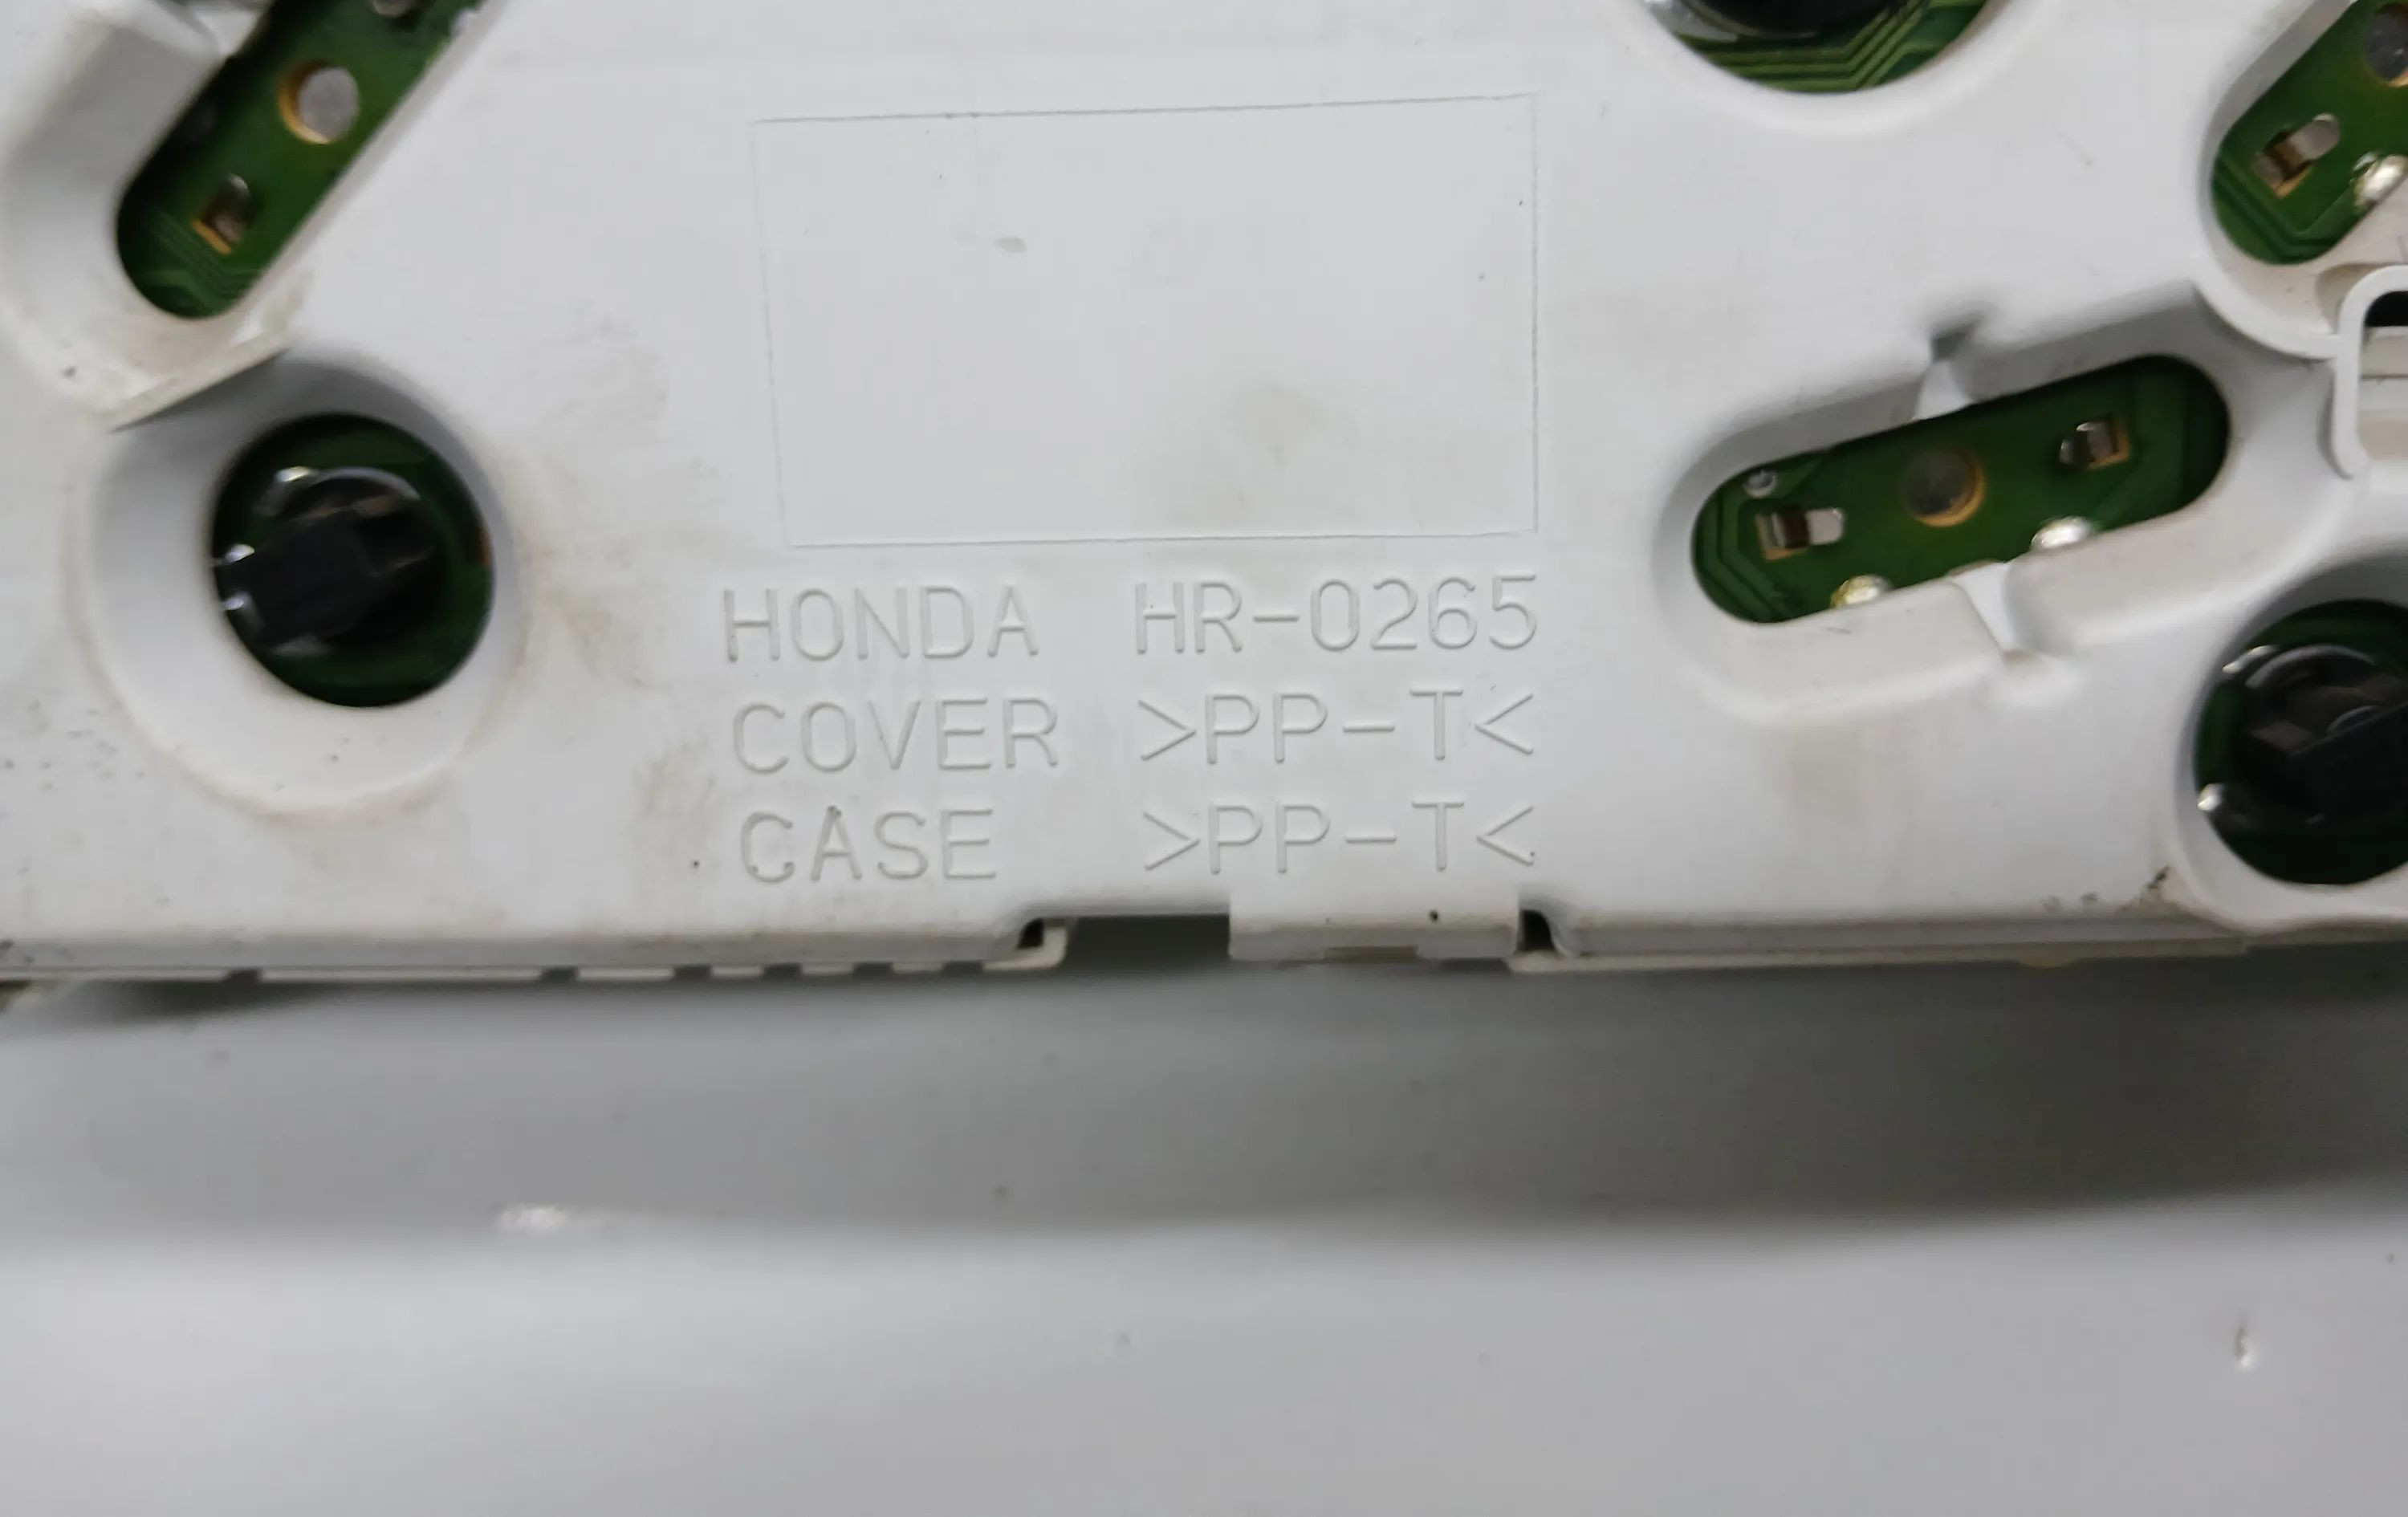 HONDA HR-0265
COVER >PP-T<
CASE >PP-T<